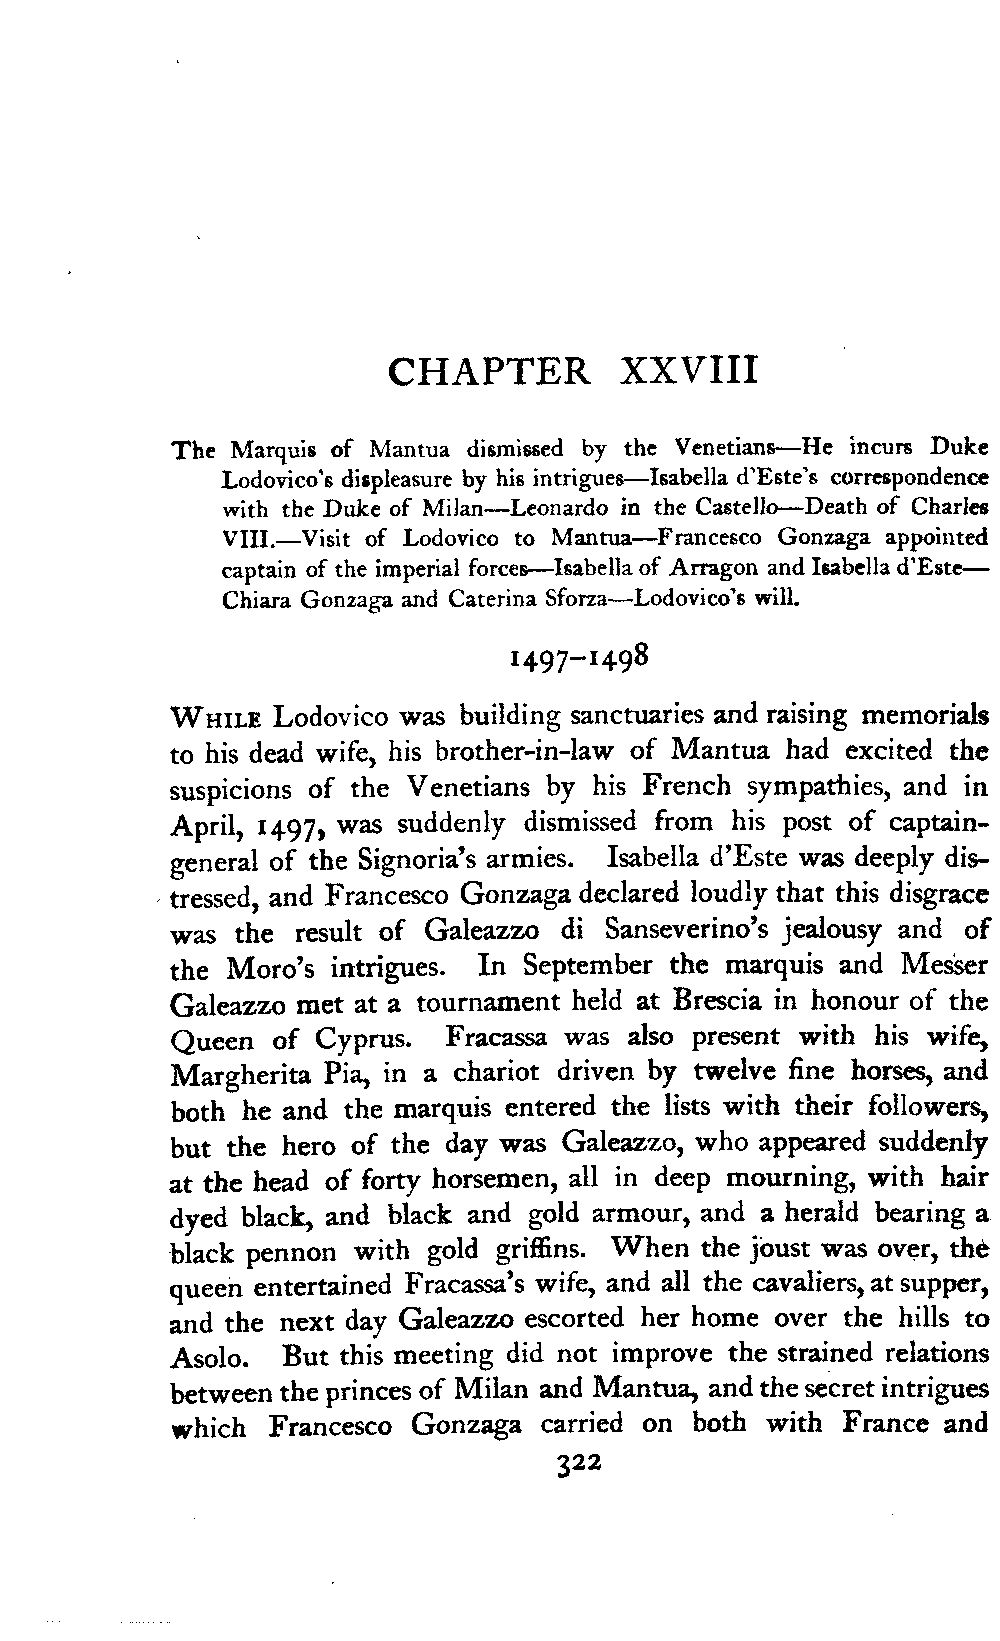 CHAPTER XXVIII
The Marquis of Mantua dismissed by the Venetians—He incurs Duke
Lodovico's displeasure by his intrigues—Isabella d'Este's correspondence
with the Duke of Milan—Leonardo in the Castello—Death of Charles
VIII.—Visit of Lodovico to Mantua—Francesco Gonzaga appointed
captain of the imperial forces—Isabella of Arragon and Isabella d'Este—
Chiara Gonzaga and Caterina Sforza—Lodovico's will.
1497–1498
WHILE Lodovico was building sanctuaries and raising memorials
to his dead wife, his brother-in-law of Mantua had excited the
suspicions of the Venetians by his French sympathies, and in
April, 1497, was suddenly dismissed from his post of captain-
general of the Signoria's armies. Isabella d'Este was deeply dis-
tressed, and Francesco Gonzaga declared loudly that this disgrace
was the result of Galeazzo di Sanseverino's jealousy and of
the Moro's intrigues. In September the marquis and Messer
Galeazzo met at a tournament held at Brescia in honour of the
Queen of Cyprus. Fracassa was also present with his wife,
Margherita Pia, in a chariot driven by twelve fine horses, and
both he and the marquis entered the lists with their followers,
but the hero of the day was Galeazzo, who appeared suddenly
at the head of forty horsemen, all in deep mourning, with hair
dyed black, and black and gold armour, and a herald bearing a
black pennon with gold griffins. When the joust was over, the
queen entertained Fracassa's wife, and all the cavaliers, at supper,
and the next day Galeazzo escorted her home over the hills to
Asolo. But this meeting did not improve the strained relations
between the princes of Milan and Mantua, and the secret intrigues
which Francesco Gonzaga carried on both with France and
322